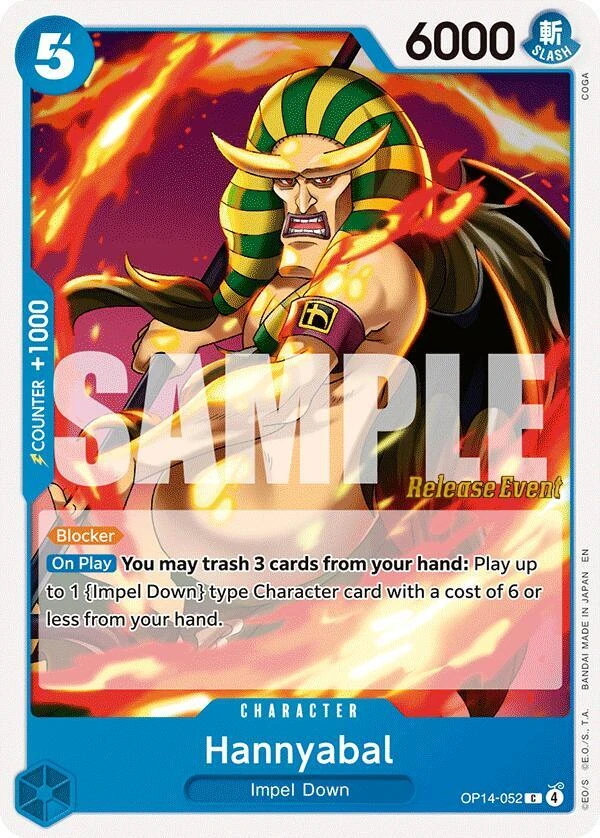 5
6000
斬
SLASH
COGA
COUNTER +1000
SAMPLE
Release Event
Blocker
On Play You may trash 3 cards from your hand: Play up
to 1 {Impel Down} type Character card with a cost of 6 or
less from your hand.
CHARACTER
Hannyabal
Impel Down
OP14-052 C 4
©EO/S ©E.O./S., T.A. BANDAI MADE IN JAPAN EN